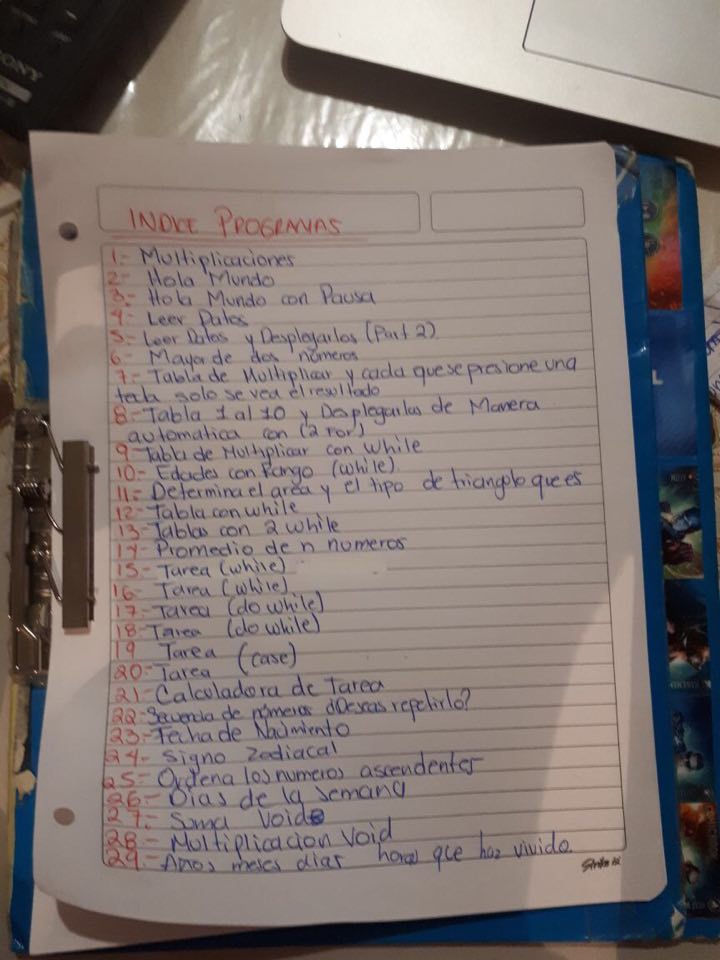 SONY
INDICE PROGRAMAS
1.- Multiplicaciones
2- Hola Mundo
3- Hola Mundo con Pausa
4- Leer Datos
5- Leer Datos y Desplegarlos (Part 2)
6- Mayor de dos números
7- Tabla de Multiplicar y cada que se presione una
tecla solo se vea el resultado
8- Tabla 1 al 10 y Desplegarlas de Manera
automatica con (2 For)
9- Tabla de Multiplicar con While
10- Edades con Rango (while)
11- Determina el area y el tipo de triangulo que es
12- Tabla con while
13- Tablas con 2 while
14- Promedio de n numeros
15- Tarea (while)
16- Tarea (while)
17- Tarea (do while)
18- Tarea (do while)
19 Tarea (case)
20- Tarea
21- Calculadora de Tarea
22- Secuencia de números ¿Deseas repetirlo?
23- Fecha de Nacimiento
24- Signo Zodiacal
25- Ordena los numeros ascendentes
26- Dias de la semana
27- Suma Void
28- Multiplicacion Void
29- Años meses dias horas que haz vivido